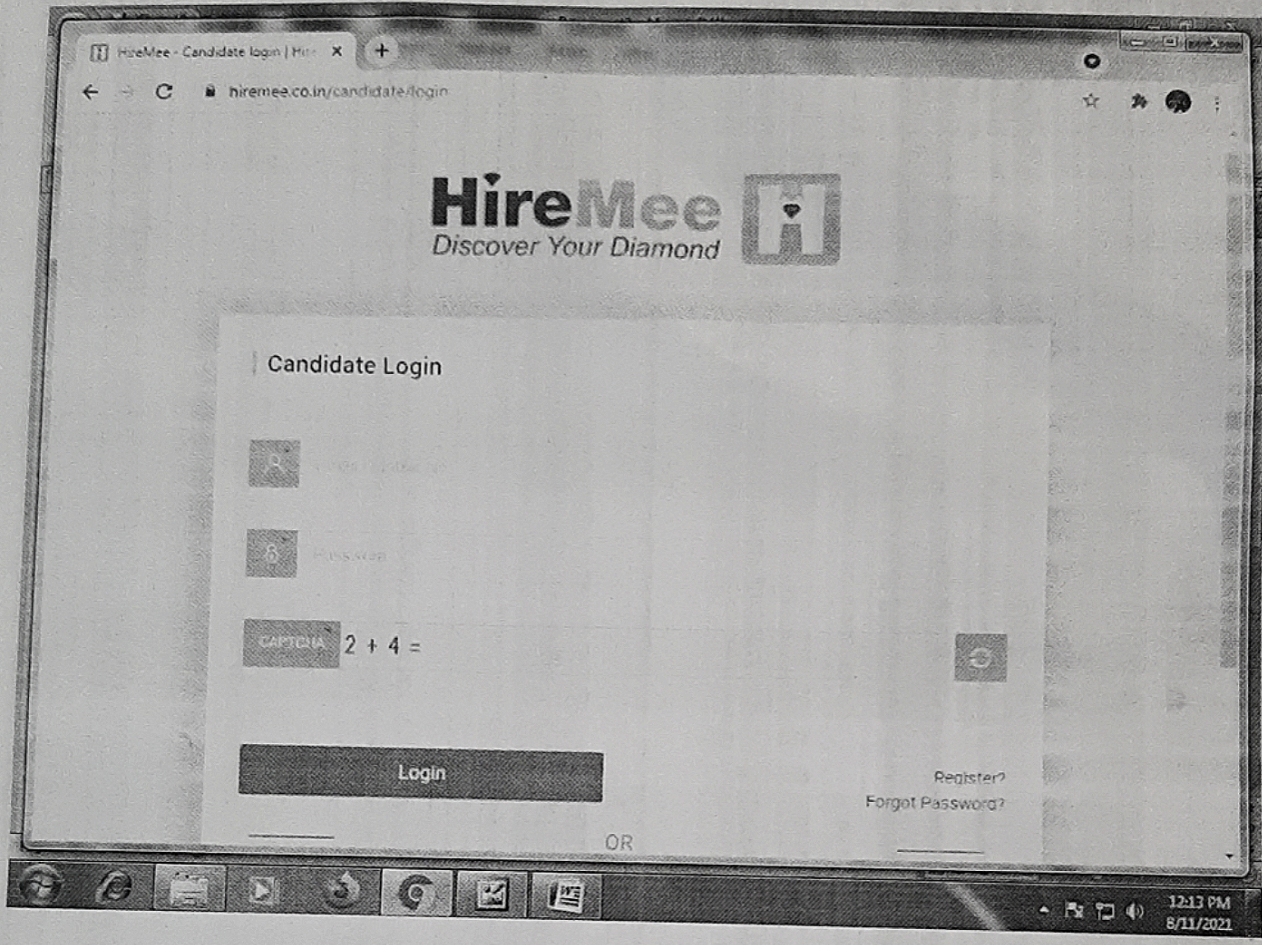 HireMee - Candidate login | Hire
hiremee.co.in/candidate/login
HireMee
Discover Your Diamond
Candidate Login
CAPTCHA 2 + 4 =
Login
Register?
Forgot Password?
OR
12:13 PM
8/11/2021